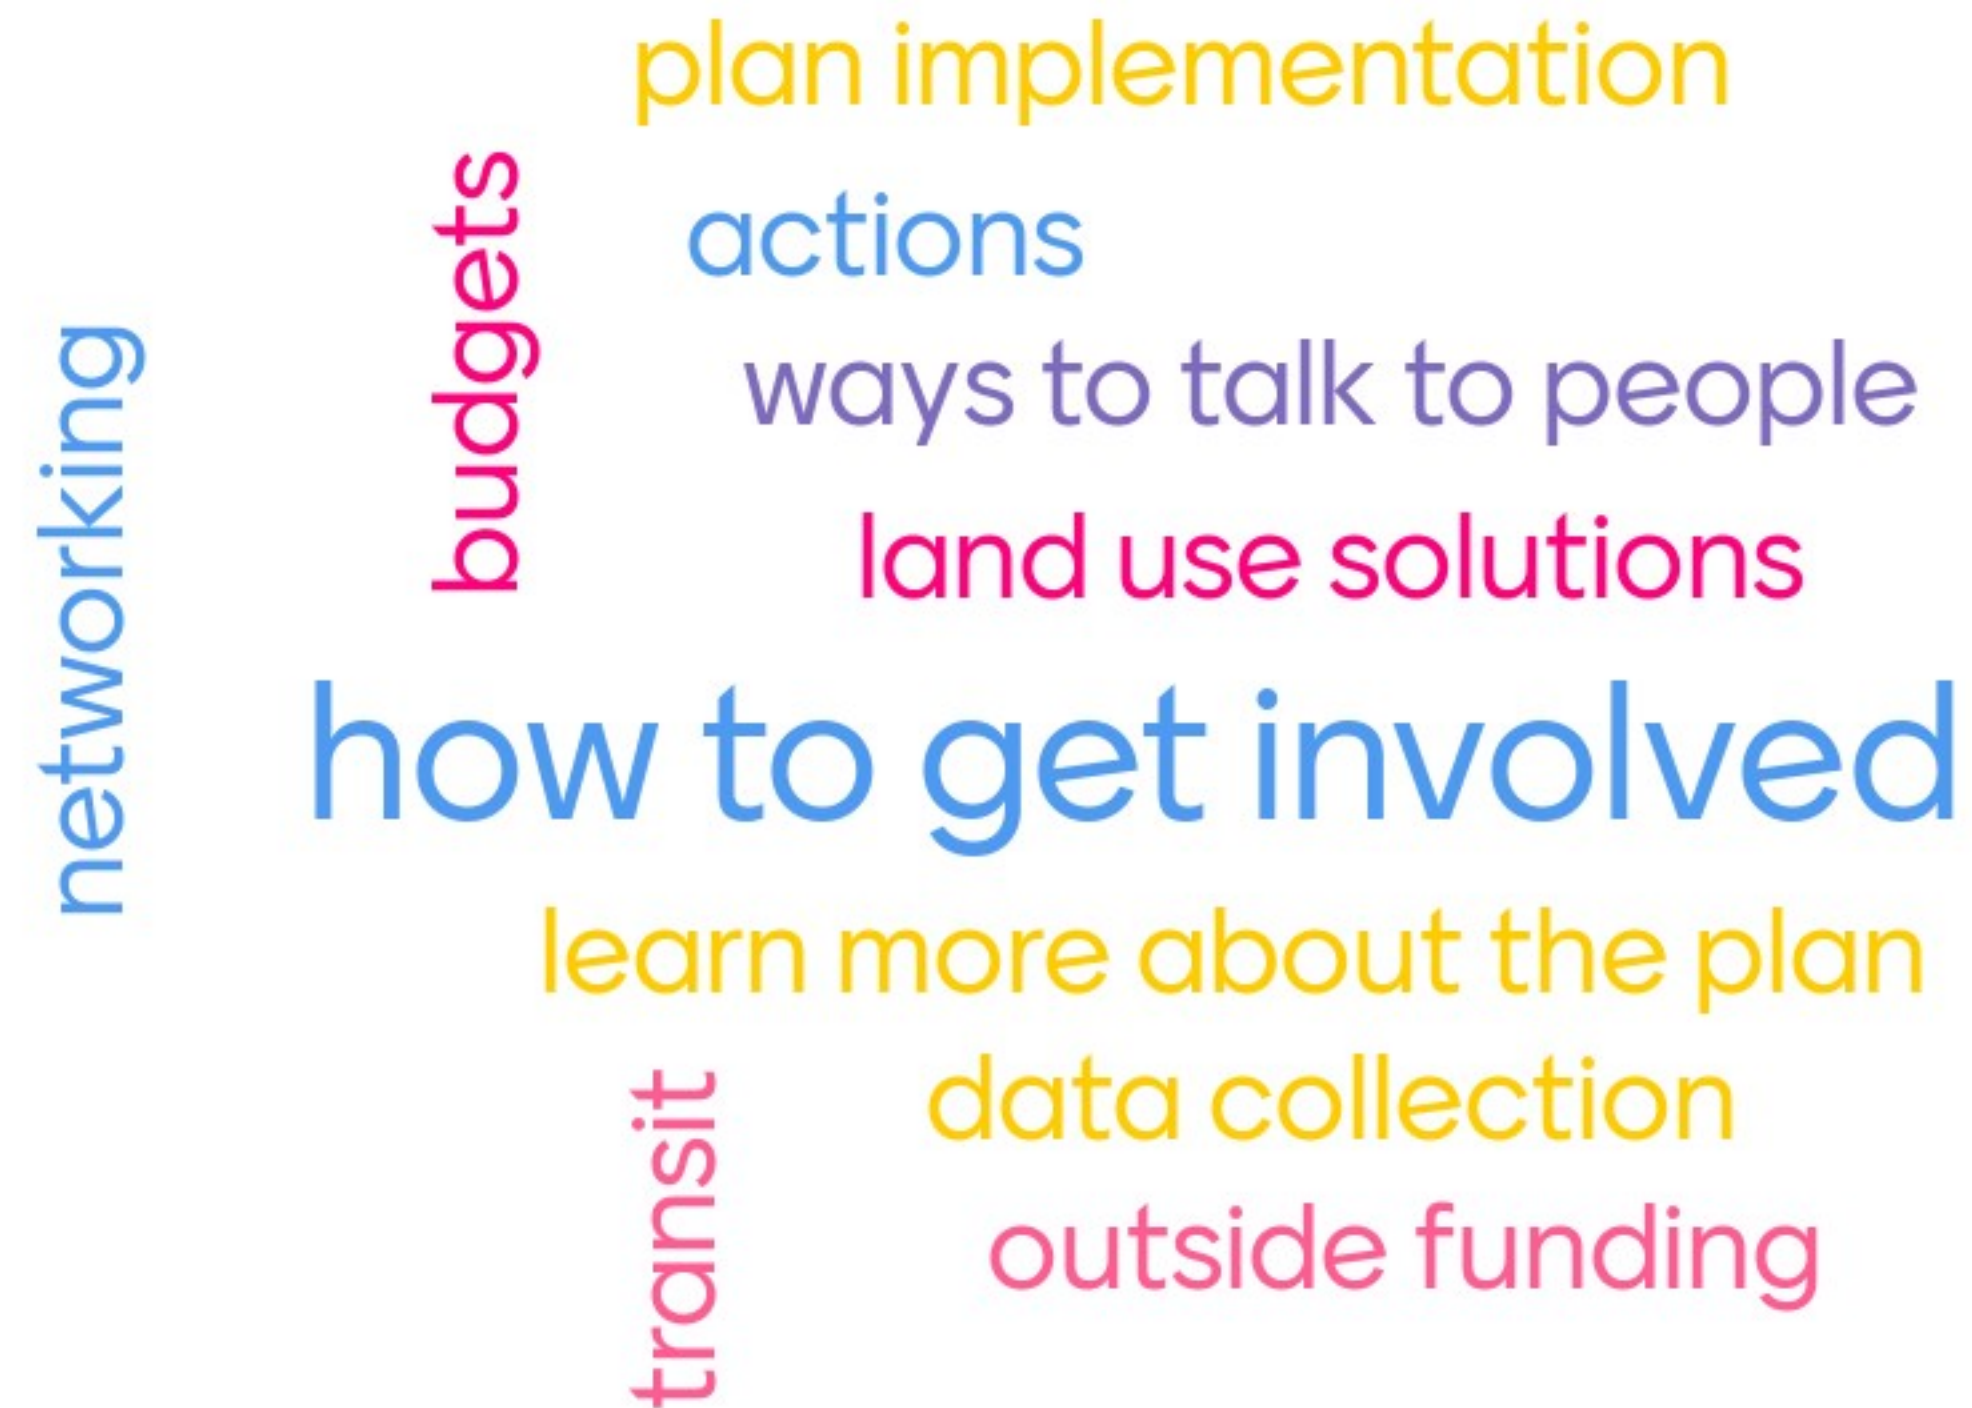 plan implementation
budgets
actions
networking
ways to talk to people
land use solutions
how to get involved
learn more about the plan
transit
data collection
outside funding